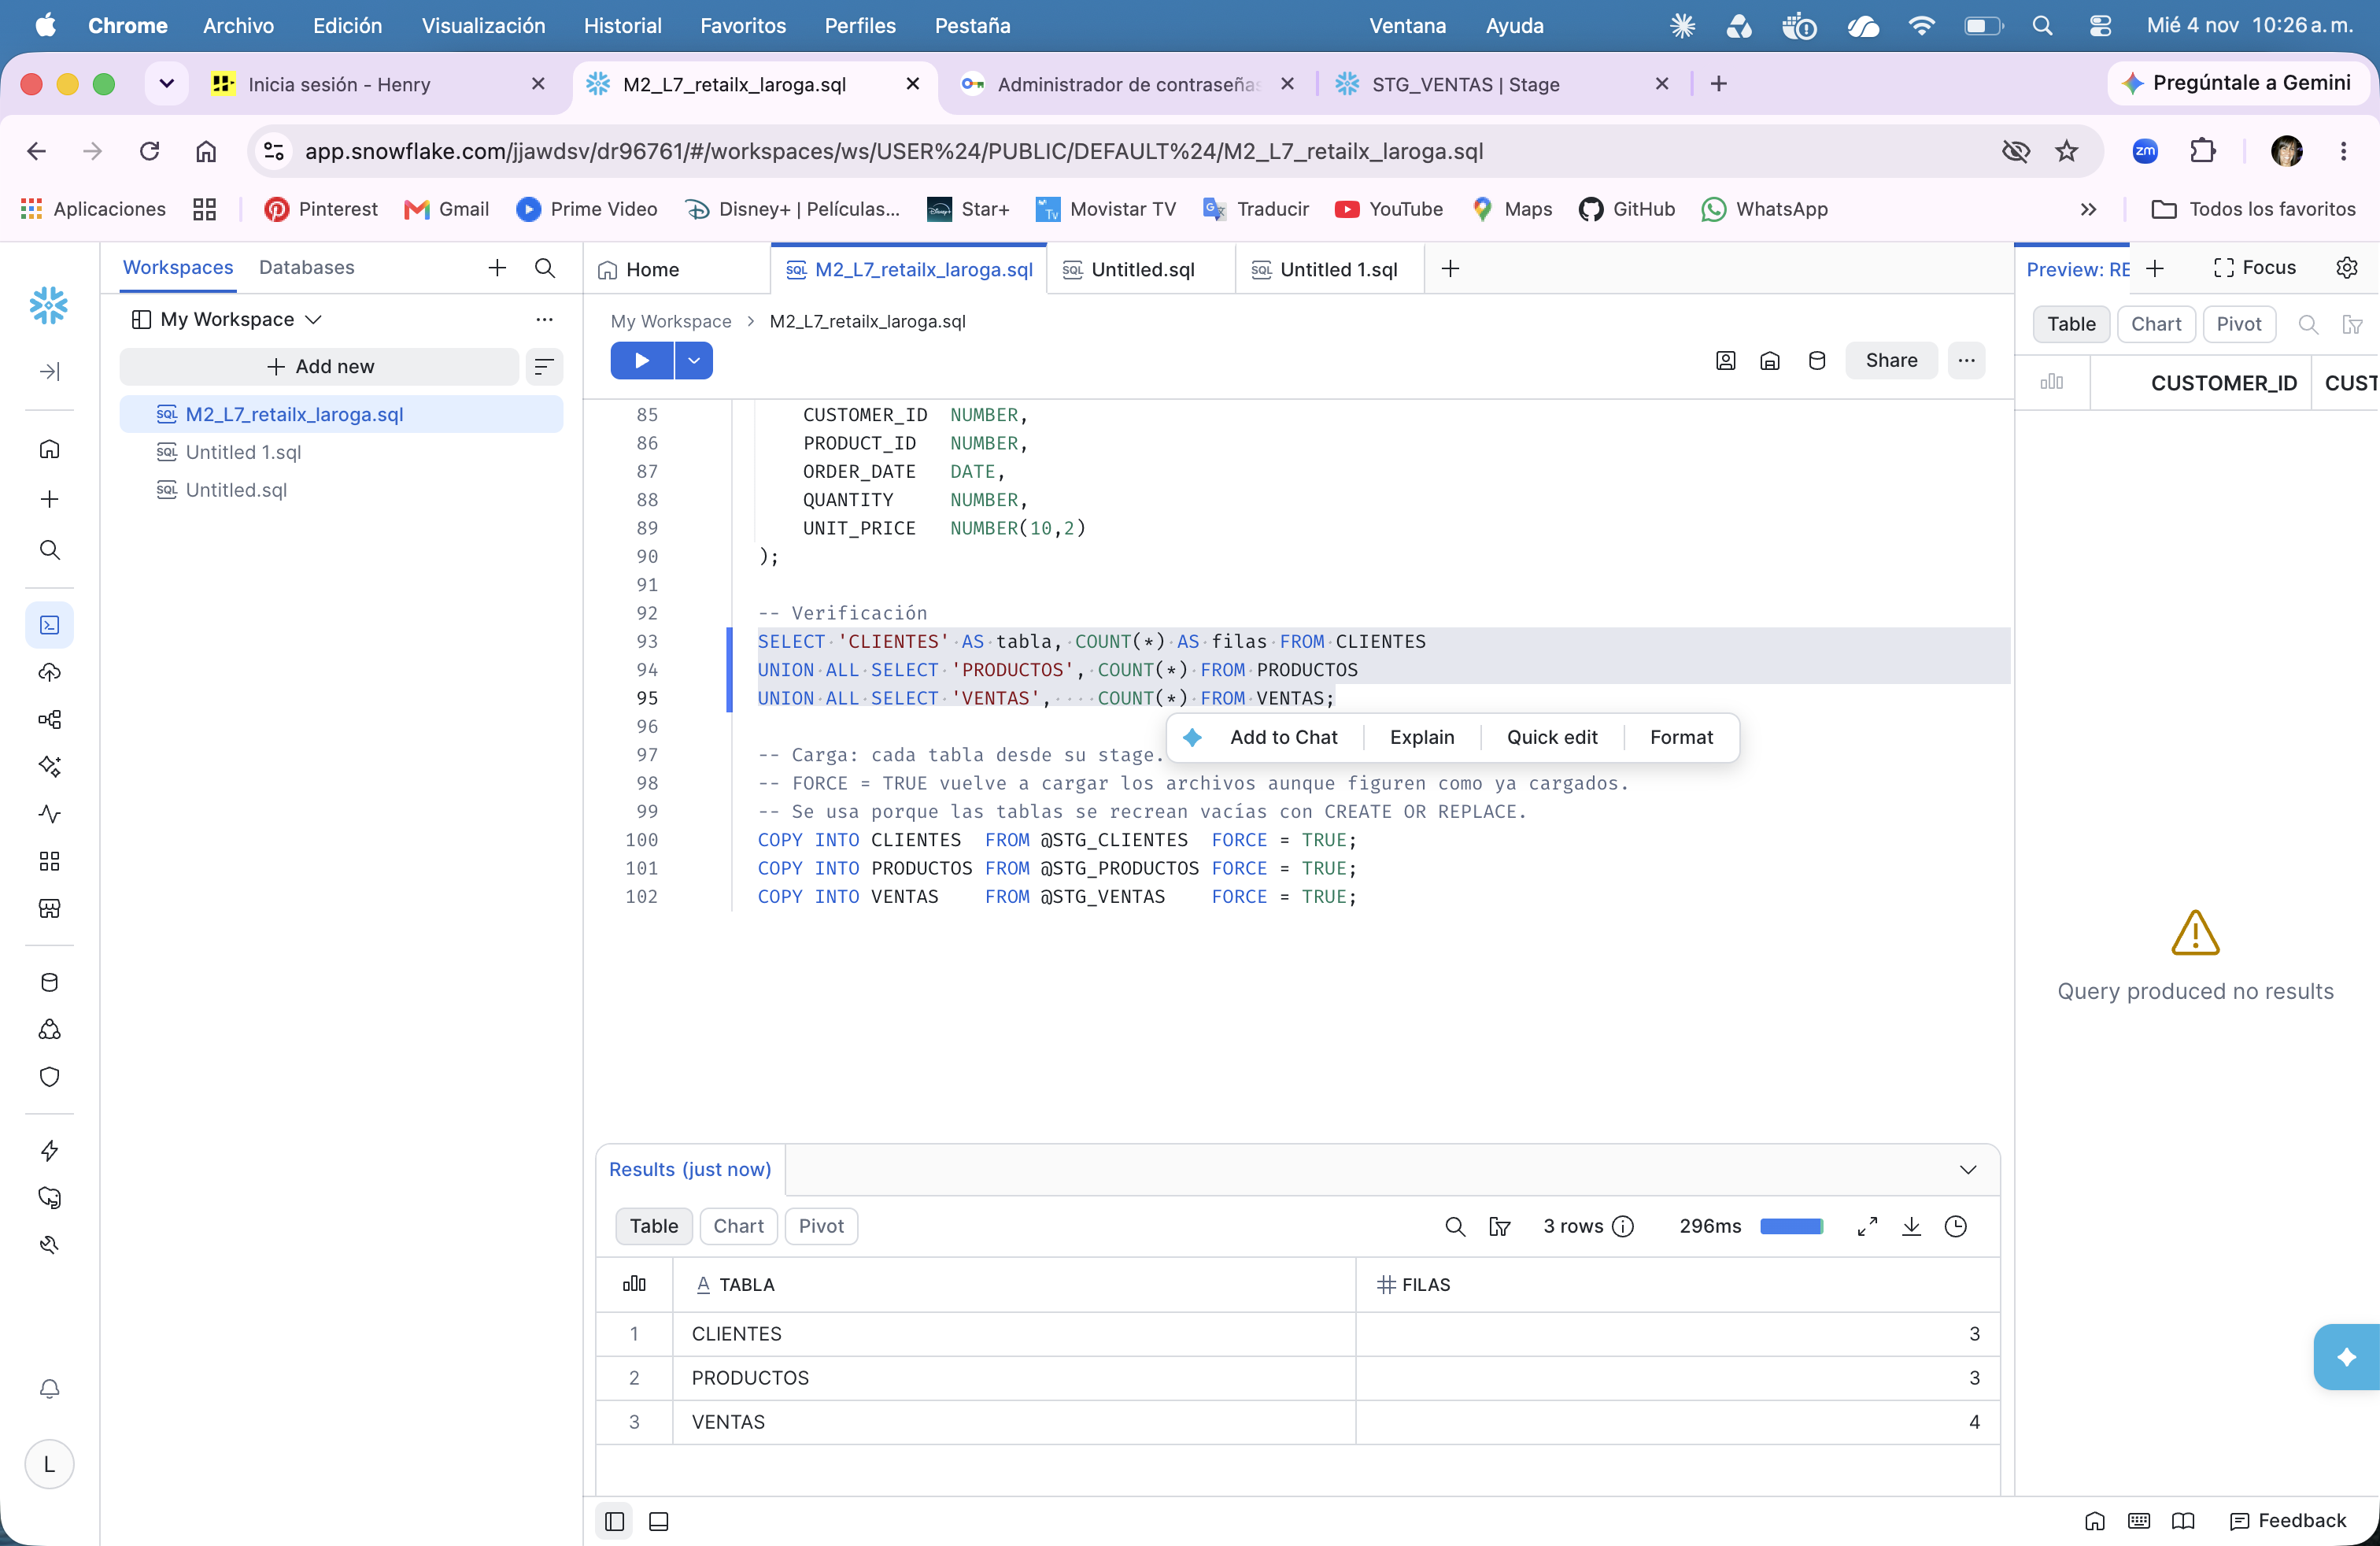 Chrome Archivo Edición Visualización Historial Favoritos Perfiles Pestaña Ventana Ayuda Mié 4 nov 10:26 a. m.
Inicia sesión - Henry
M2_L7_retailx_laroga.sql
Administrador de contraseñas
STG_VENTAS | Stage
Pregúntale a Gemini
app.snowflake.com/jjawdsv/dr96761/#/workspaces/ws/USER%24/PUBLIC/DEFAULT%24/M2_L7_retailx_laroga.sql
zm
Aplicaciones Pinterest Gmail Prime Video Disney+ | Películas... Star+ Movistar TV Traducir YouTube Maps GitHub WhatsApp Todos los favoritos
Workspaces Databases
My Workspace
Add new
SQL M2_L7_retailx_laroga.sql
SQL Untitled 1.sql
SQL Untitled.sql
L
Home
SQL M2_L7_retailx_laroga.sql
SQL Untitled.sql
SQL Untitled 1.sql
My Workspace > M2_L7_retailx_laroga.sql
Share
85 CUSTOMER_ID NUMBER,
86 PRODUCT_ID NUMBER,
87 ORDER_DATE DATE,
88 QUANTITY NUMBER,
89 UNIT_PRICE NUMBER(10,2)
90 );
91
92 -- Verificación
93 SELECT 'CLIENTES' AS tabla, COUNT(*) AS filas FROM CLIENTES
94 UNION ALL SELECT 'PRODUCTOS', COUNT(*) FROM PRODUCTOS
95 UNION ALL SELECT 'VENTAS', COUNT(*) FROM VENTAS;
96
Add to Chat Explain Quick edit Format
97 -- Carga: cada tabla desde su stage.
98 -- FORCE = TRUE vuelve a cargar los archivos aunque figuren como ya cargados.
99 -- Se usa porque las tablas se recrean vacías con CREATE OR REPLACE.
100 COPY INTO CLIENTES FROM @STG_CLIENTES FORCE = TRUE;
101 COPY INTO PRODUCTOS FROM @STG_PRODUCTOS FORCE = TRUE;
102 COPY INTO VENTAS FROM @STG_VENTAS FORCE = TRUE;
Results (just now)
Table Chart Pivot 3 rows 296ms
A TABLA # FILAS
1 CLIENTES 3
2 PRODUCTOS 3
3 VENTAS 4
Preview: RE
Focus
Table Chart Pivot
CUSTOMER_ID CUST
Query produced no results
Feedback